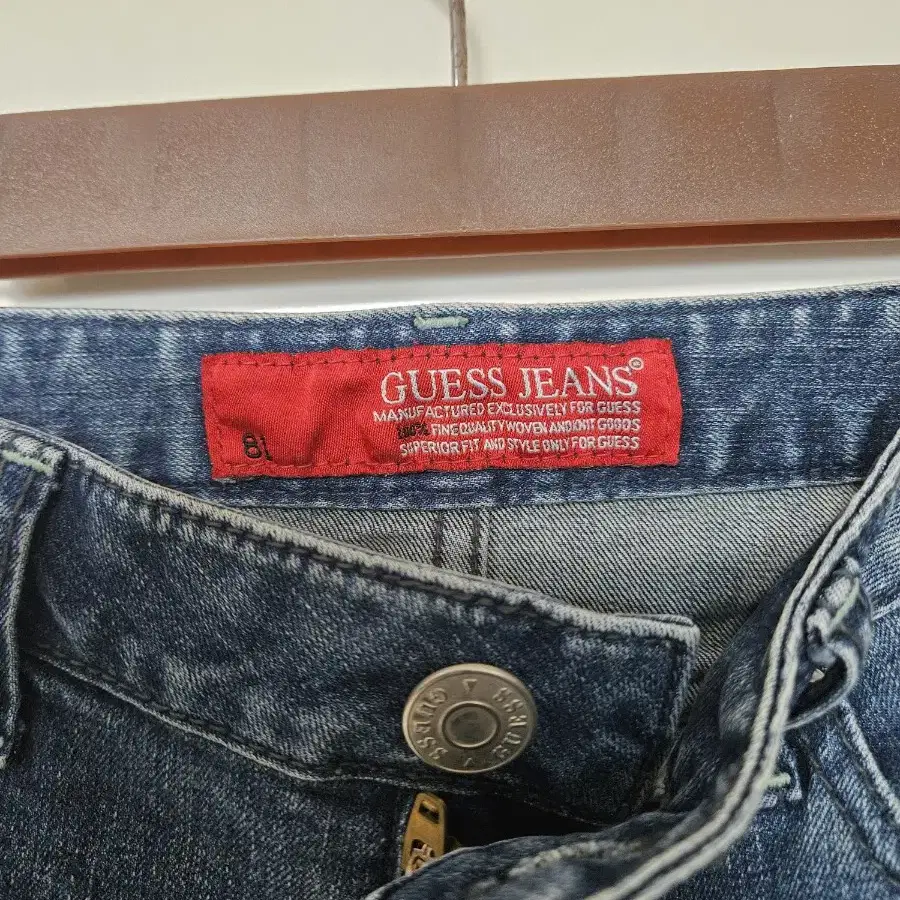 GUESS JEANS®
MANUFACTURED EXCLUSIVELY FOR GUESS
100% FINE QUALITY WOVEN AND KNIT GOODS
SUPERIOR FIT AND STYLE ONLY FOR GUESS
GUESS
GUESS